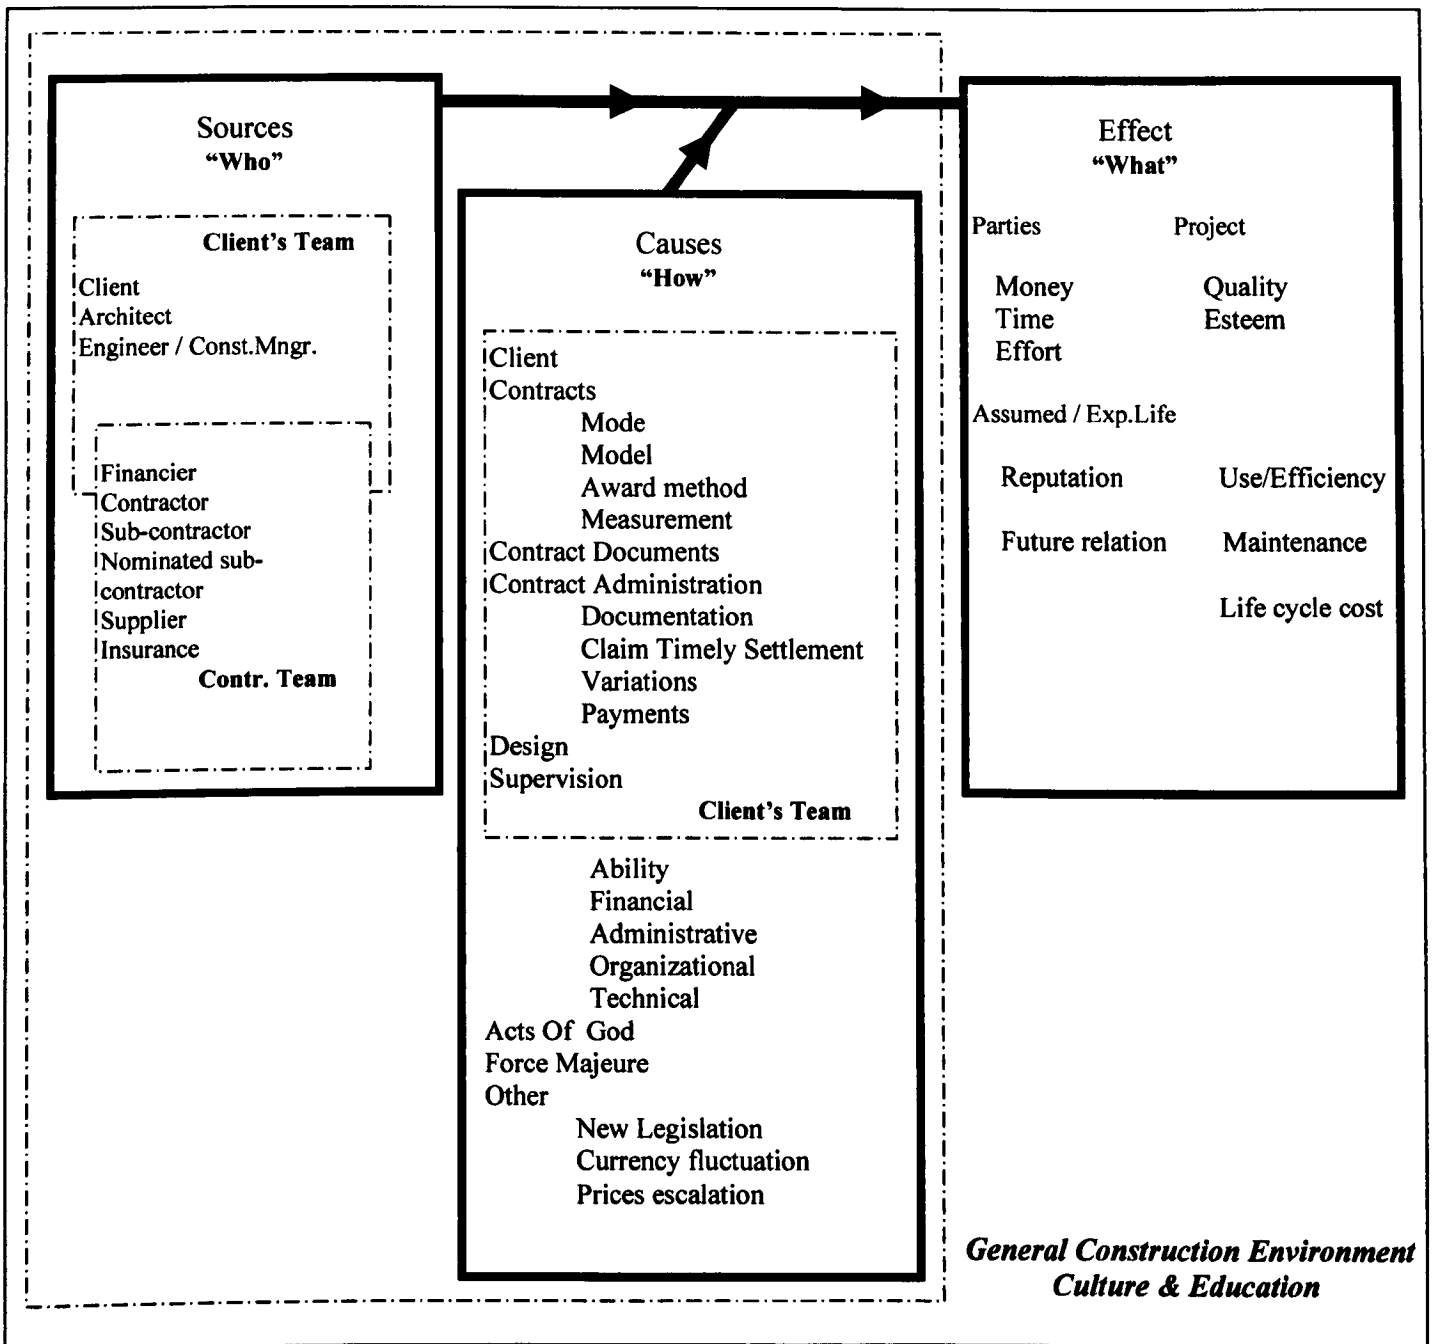 Sources
“Who”
Client's Team
Client
Architect
Engineer / Const.Mngr.
Financier
Contractor
Sub-contractor
Nominated sub-
contractor
Supplier
Insurance
Contr. Team
Causes
“How”
Client
Contracts
Mode
Model
Award method
Measurement
Contract Documents
Contract Administration
Documentation
Claim Timely Settlement
Variations
Payments
Design
Supervision
Client's Team
Ability
Financial
Administrative
Organizational
Technical
Acts Of God
Force Majeure
Other
New Legislation
Currency fluctuation
Prices escalation
Effect
“What”
Parties Project
Money Quality
Time Esteem
Effort
Assumed / Exp.Life
Reputation Use/Efficiency
Future relation Maintenance
Life cycle cost
General Construction Environment
Culture & Education